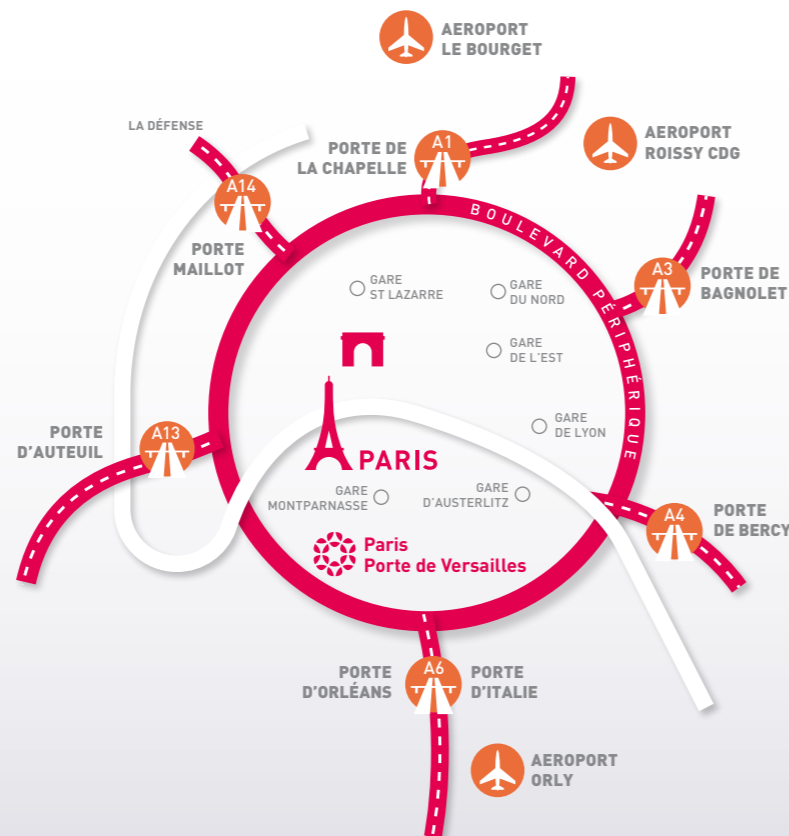 AEROPORT
LE BOURGET
LA DÉFENSE
PORTE DE
LA CHAPELLE
A1
AEROPORT
ROISSY CDG
A14
PORTE
MAILLOT
BOULEVARD PÉRIPHÉRIQUE
A3
PORTE DE
BAGNOLET
GARE
ST LAZARRE
GARE
DU NORD
GARE
DE L'EST
GARE
DE LYON
PORTE
D'AUTEUIL
A13
PARIS
GARE
MONTPARNASSE
GARE
D'AUSTERLITZ
A4
PORTE
DE BERCY
Paris
Porte de Versailles
PORTE
D'ORLÉANS
A6
PORTE
D'ITALIE
AEROPORT
ORLY